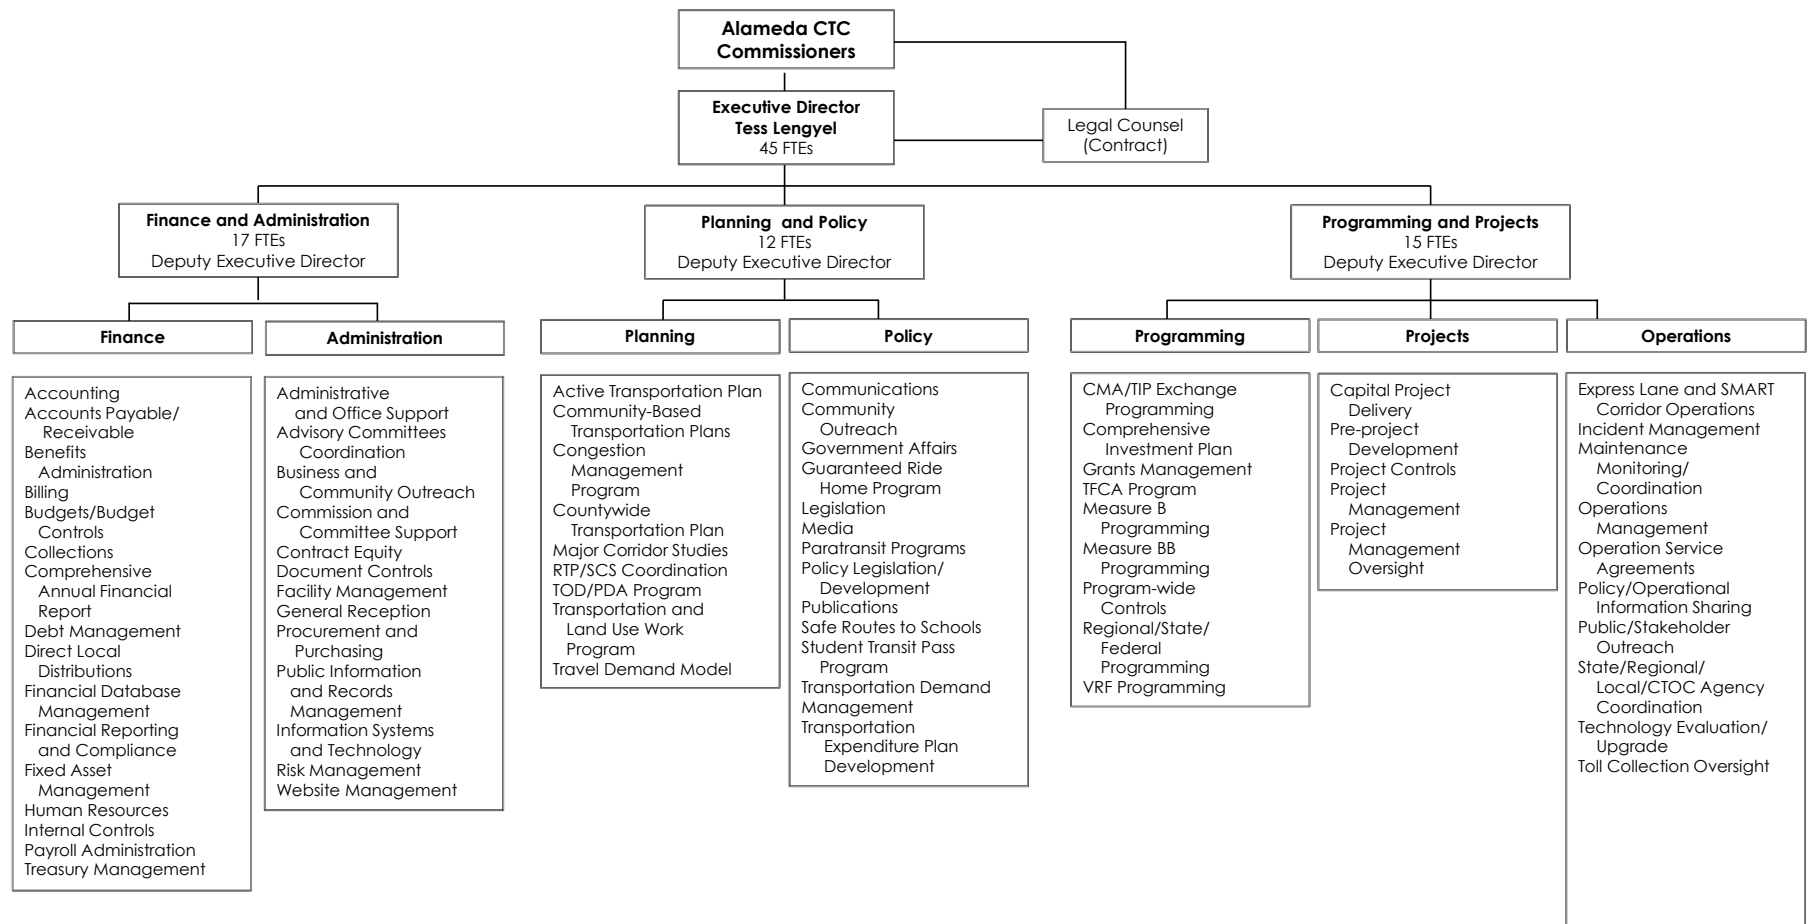 Alameda CTC
Commissioners
Executive Director
Tess Lengyel
45 FTEs
Legal Counsel
(Contract)
Finance and Administration
17 FTEs
Deputy Executive Director
Planning and Policy
12 FTEs
Deputy Executive Director
Programming and Projects
15 FTEs
Deputy Executive Director
Finance
Accounting
Accounts Payable/
Receivable
Benefits
Administration
Billing
Budgets/Budget
Controls
Collections
Comprehensive
Annual Financial
Report
Debt Management
Direct Local
Distributions
Financial Database
Management
Financial Reporting
and Compliance
Fixed Asset
Management
Human Resources
Internal Controls
Payroll Administration
Treasury Management
Administration
Administrative
and Office Support
Advisory Committees
Coordination
Business and
Community Outreach
Commission and
Committee Support
Contract Equity
Document Controls
Facility Management
General Reception
Procurement and
Purchasing
Public Information
and Records
Management
Information Systems
and Technology
Risk Management
Website Management
Planning
Active Transportation Plan
Community-Based
Transportation Plans
Congestion
Management
Program
Countywide
Transportation Plan
Major Corridor Studies
RTP/SCS Coordination
TOD/PDA Program
Transportation and
Land Use Work
Program
Travel Demand Model
Policy
Communications
Community
Outreach
Government Affairs
Guaranteed Ride
Home Program
Legislation
Media
Paratransit Programs
Policy Legislation/
Development
Publications
Safe Routes to Schools
Student Transit Pass
Program
Transportation Demand
Management
Transportation
Expenditure Plan
Development
Programming
CMA/TIP Exchange
Programming
Comprehensive
Investment Plan
Grants Management
TFCA Program
Measure B
Programming
Measure BB
Programming
Program-wide
Controls
Regional/State/
Federal
Programming
VRF Programming
Projects
Capital Project
Delivery
Pre-project
Development
Project Controls
Project
Management
Project
Management
Oversight
Operations
Express Lane and SMART
Corridor Operations
Incident Management
Maintenance
Monitoring/
Coordination
Operations
Management
Operation Service
Agreements
Policy/Operational
Information Sharing
Public/Stakeholder
Outreach
State/Regional/
Local/CTOC Agency
Coordination
Technology Evaluation/
Upgrade
Toll Collection Oversight